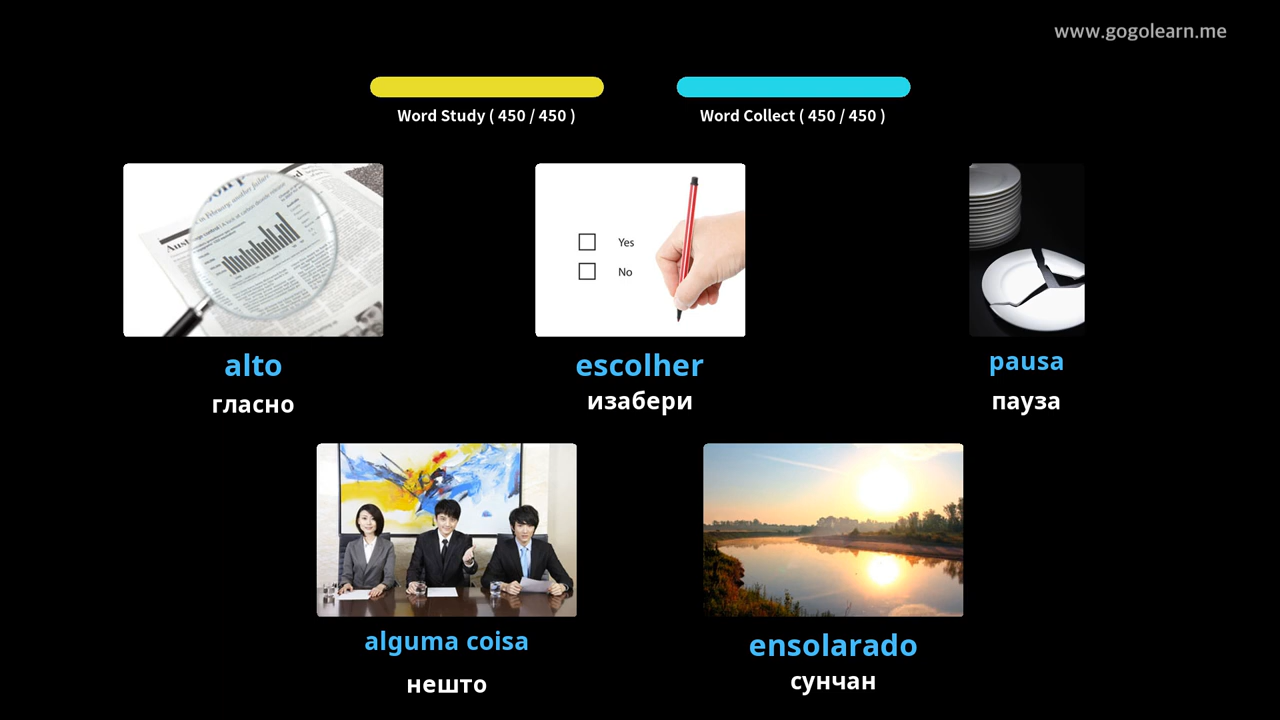 www.gogolearn.me
Word Study ( 450 / 450 )
Word Collect ( 450 / 450 )
Yes
No
alto
гласно
escolher
изабери
pausa
пауза
alguma coisa
нешто
ensolarado
сунчан